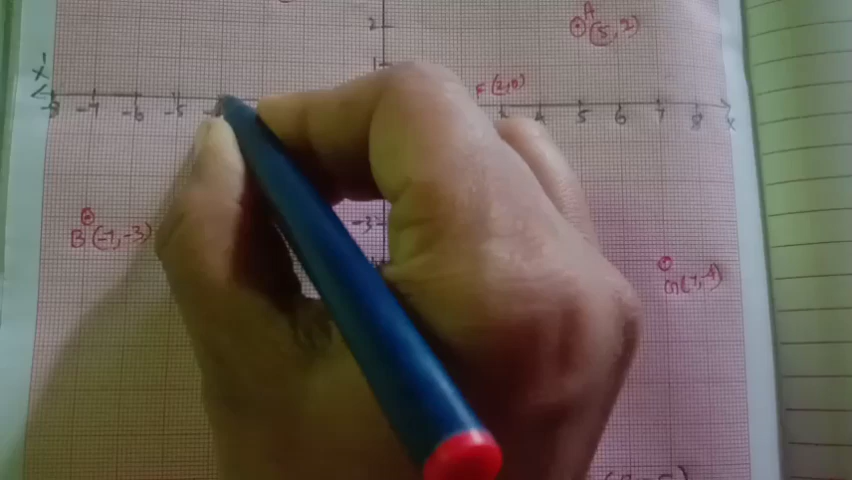 2
A
(5, 2)
1
X'
F (2,0)
-8 -7 -6 -5 3 4 5 6 7 8 X
-3
B (-7, -3)
(7, -4)